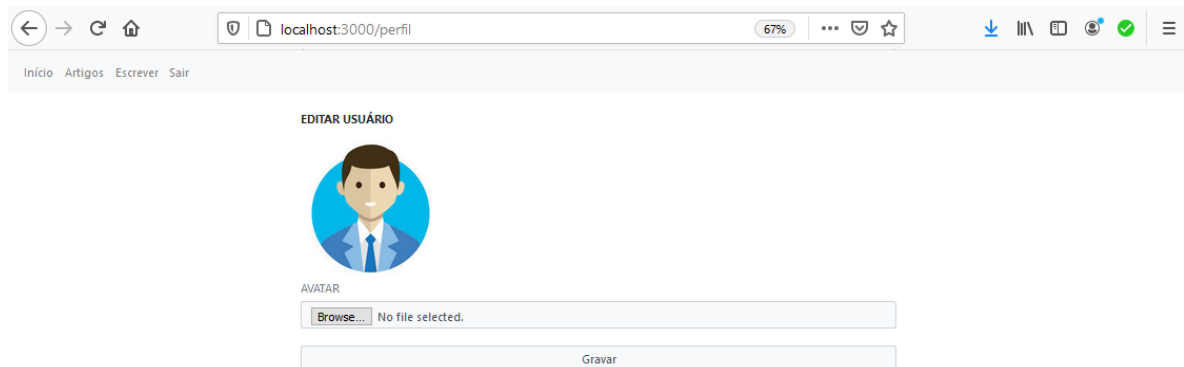 localhost:3000/perfil 67%
Início Artigos Escrever Sair
EDITAR USUÁRIO
AVATAR
Browse... No file selected.
Gravar